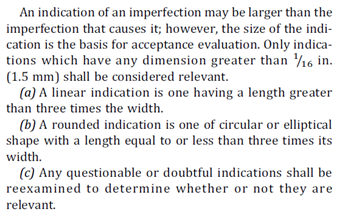 An indication of an imperfection may be larger than the
imperfection that causes it; however, the size of the indi-
cation is the basis for acceptance evaluation. Only indica-
tions which have any dimension greater than 1/16 in.
(1.5 mm) shall be considered relevant.
(a) A linear indication is one having a length greater
than three times the width.
(b) A rounded indication is one of circular or elliptical
shape with a length equal to or less than three times its
width.
(c) Any questionable or doubtful indications shall be
reexamined to determine whether or not they are
relevant.